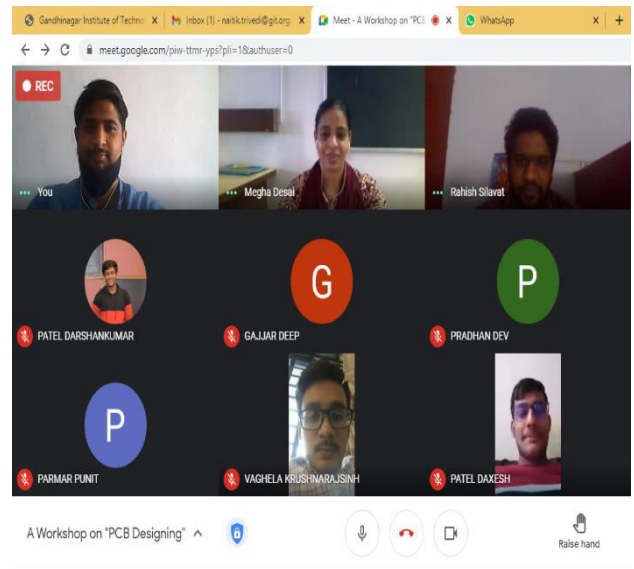 Gandhinagar Institute of Technol
Inbox (1) - naitik.trivedi@git.org.
Meet - A Workshop on "PCB
WhatsApp
meet.google.com/piw-ttmr-yps?pli=1&authuser=0
REC
You
Megha Desai
Rahish Silavat
PATEL DARSHANKUMAR
G
GAJJAR DEEP
P
PRADHAN DEV
P
PARMAR PUNIT
VAGHELA KRUSHNARAJSINH
PATEL DAXESH
A Workshop on "PCB Designing"
Raise hand